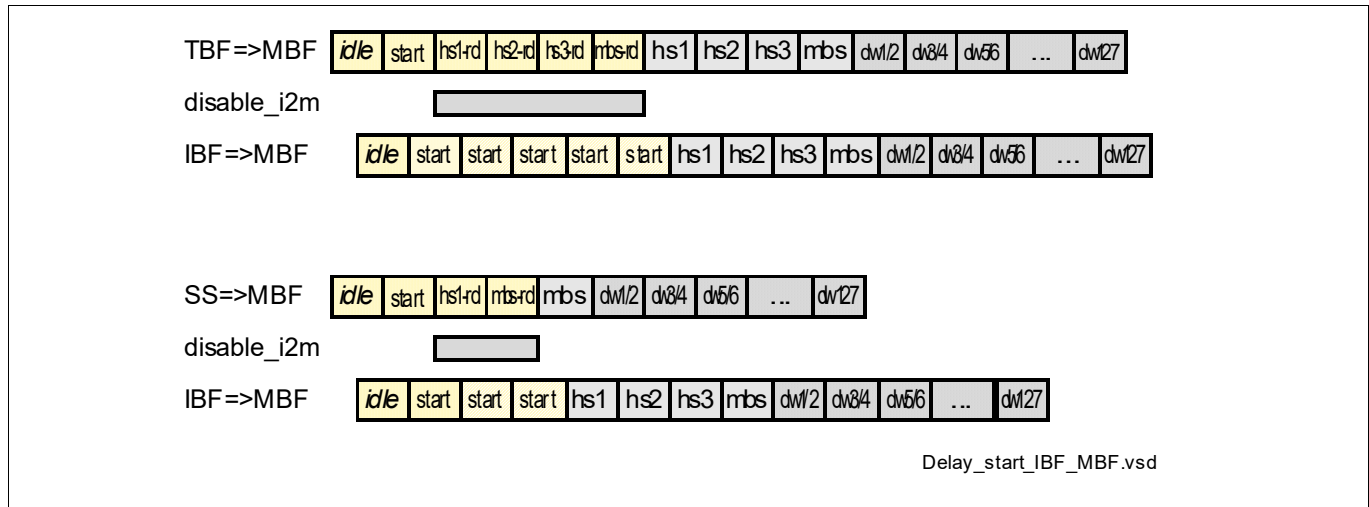 TBF=>MBF idle start hs1-rd hs2-rd hs3-rd mbs-rd hs1 hs2 hs3 mbs dw1/2 dw3/4 dw5/6 ... dw127
disable_i2m
IBF=>MBF idle start start start start start hs1 hs2 hs3 mbs dw1/2 dw3/4 dw5/6 ... dw127
SS=>MBF idle start hs1-rd mbs-rd mbs dw1/2 dw3/4 dw5/6 ... dw127
disable_i2m
IBF=>MBF idle start start start hs1 hs2 hs3 mbs dw1/2 dw3/4 dw5/6 ... dw127
Delay_start_IBF_MBF.vsd